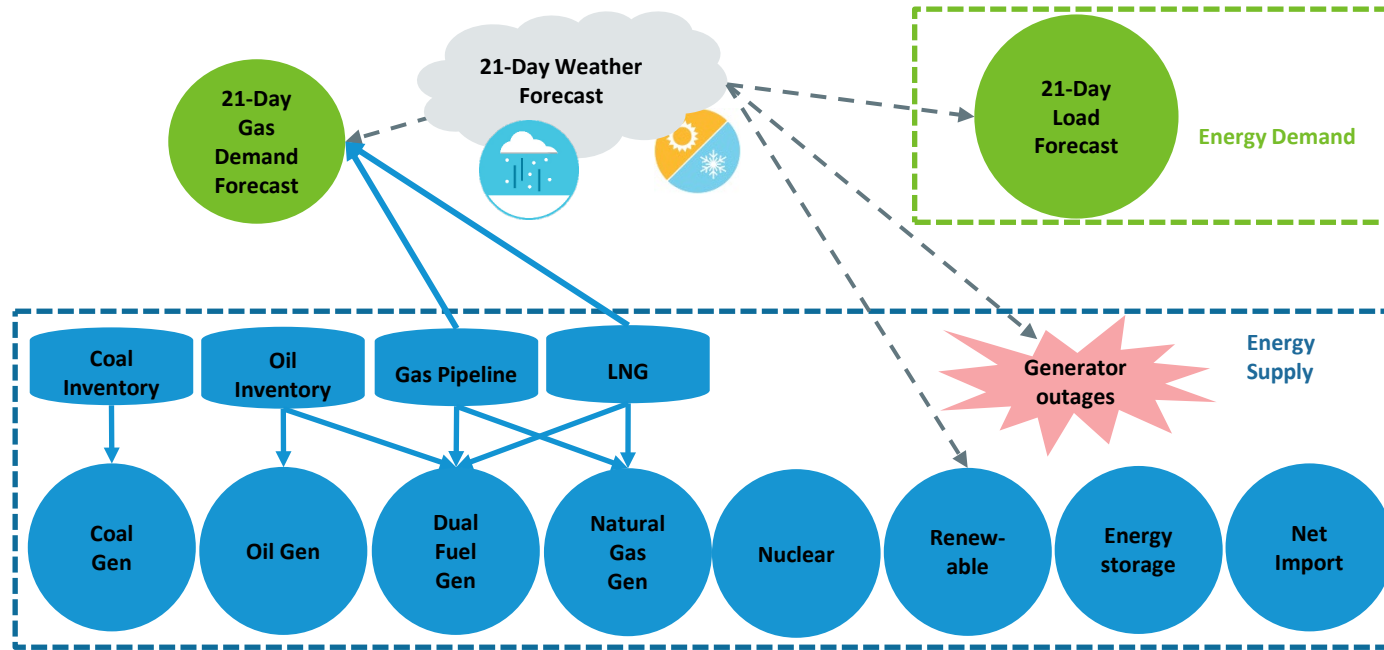 21-Day Weather
Forecast
21-Day
Gas
Demand
Forecast
21-Day
Load
Forecast
Energy Demand
Energy
Supply
Coal
Inventory
Oil
Inventory
Gas Pipeline
LNG
Generator
outages
Coal
Gen
Oil Gen
Dual
Fuel
Gen
Natural
Gas
Gen
Nuclear
Renew-
able
Energy
storage
Net
Import